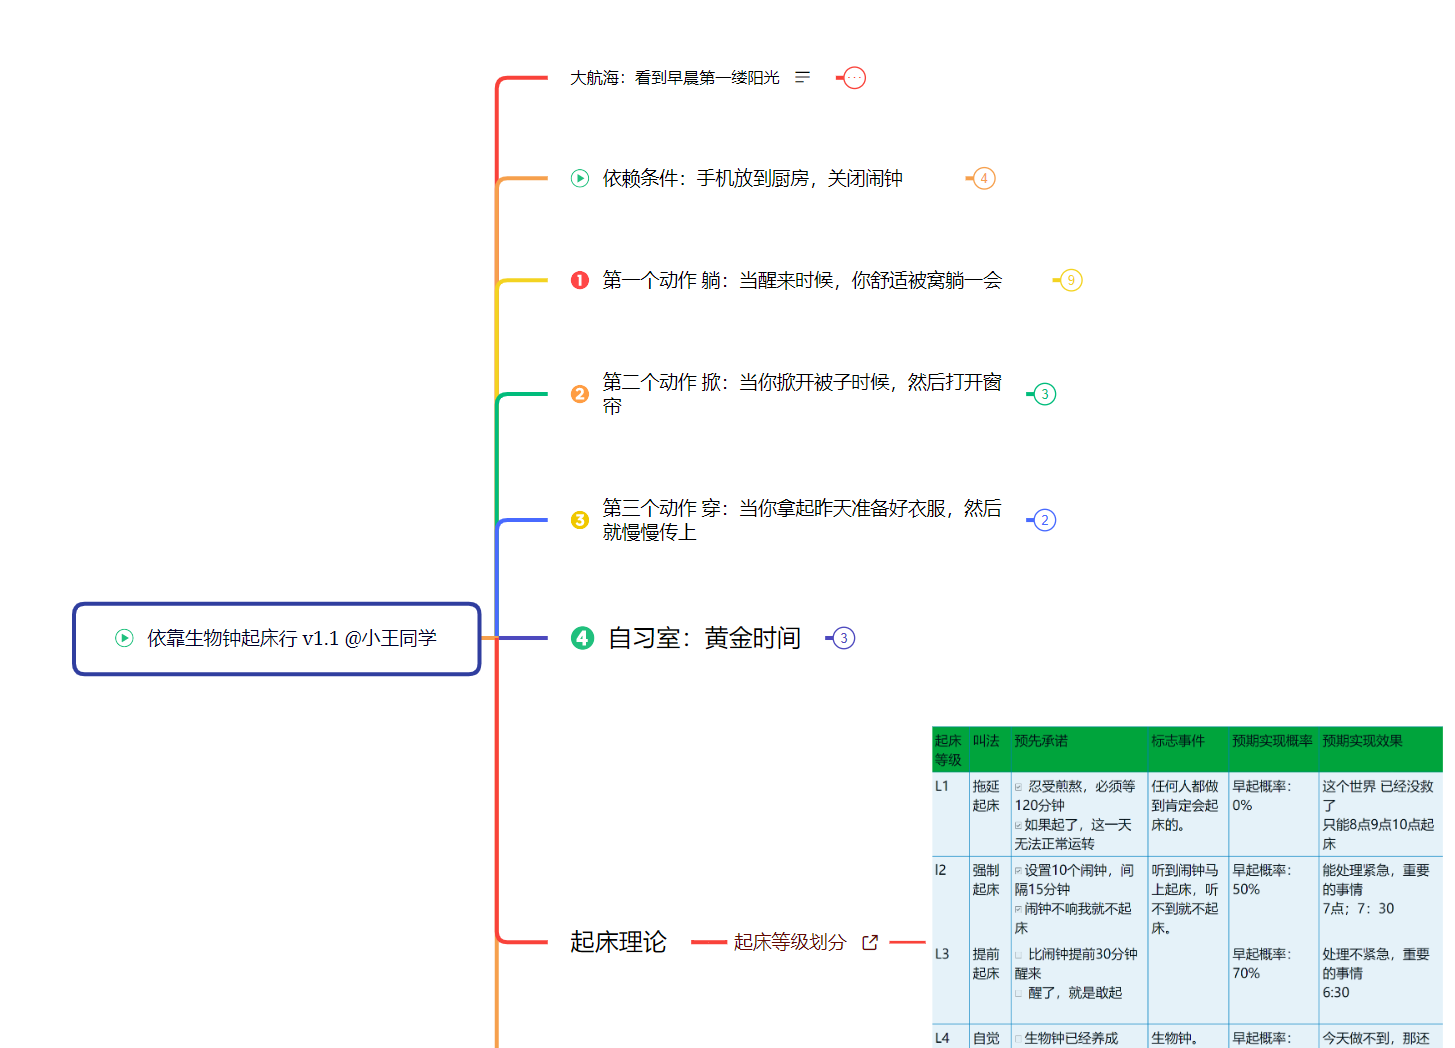 大航海：看到早晨第一缕阳光
依赖条件：手机放到厨房，关闭闹钟
4
1
第一个动作 躺：当醒来时候，你舒适被窝躺一会
9
2
第二个动作 掀：当你掀开被子时候，然后打开窗
帘
3
3
第三个动作 穿：当你拿起昨天准备好衣服，然后
就慢慢传上
2
依靠生物钟起床行 v1.1 @小王同学
4
自习室：黄金时间
3
起床理论
起床等级划分
起床 叫法 预先承诺 标志事件 预期实现概率 预期实现效果
等级
L1 拖延 忍受煎熬，必须等 任何人都做 早起概率： 这个世界 已经没救
起床 120分钟 到肯定会起 0% 了
如果起了，这一天 床的。 只能8点9点10点起
无法正常运转 床
l2 强制 设置10个闹钟，间 听到闹钟马 早起概率： 能处理紧急，重要
起床 隔15分钟 上起床，听 50% 的事情
闹钟不响我就不起 不到就不起 7点；7：30
床 床。
L3 提前 比闹钟提前30分钟 早起概率： 处理不紧急，重要
起床 醒来 70% 的事情
醒了，就是敢起 6:30
L4 自觉 生物钟已经养成 生物钟。 早起概率： 今天做不到，那还